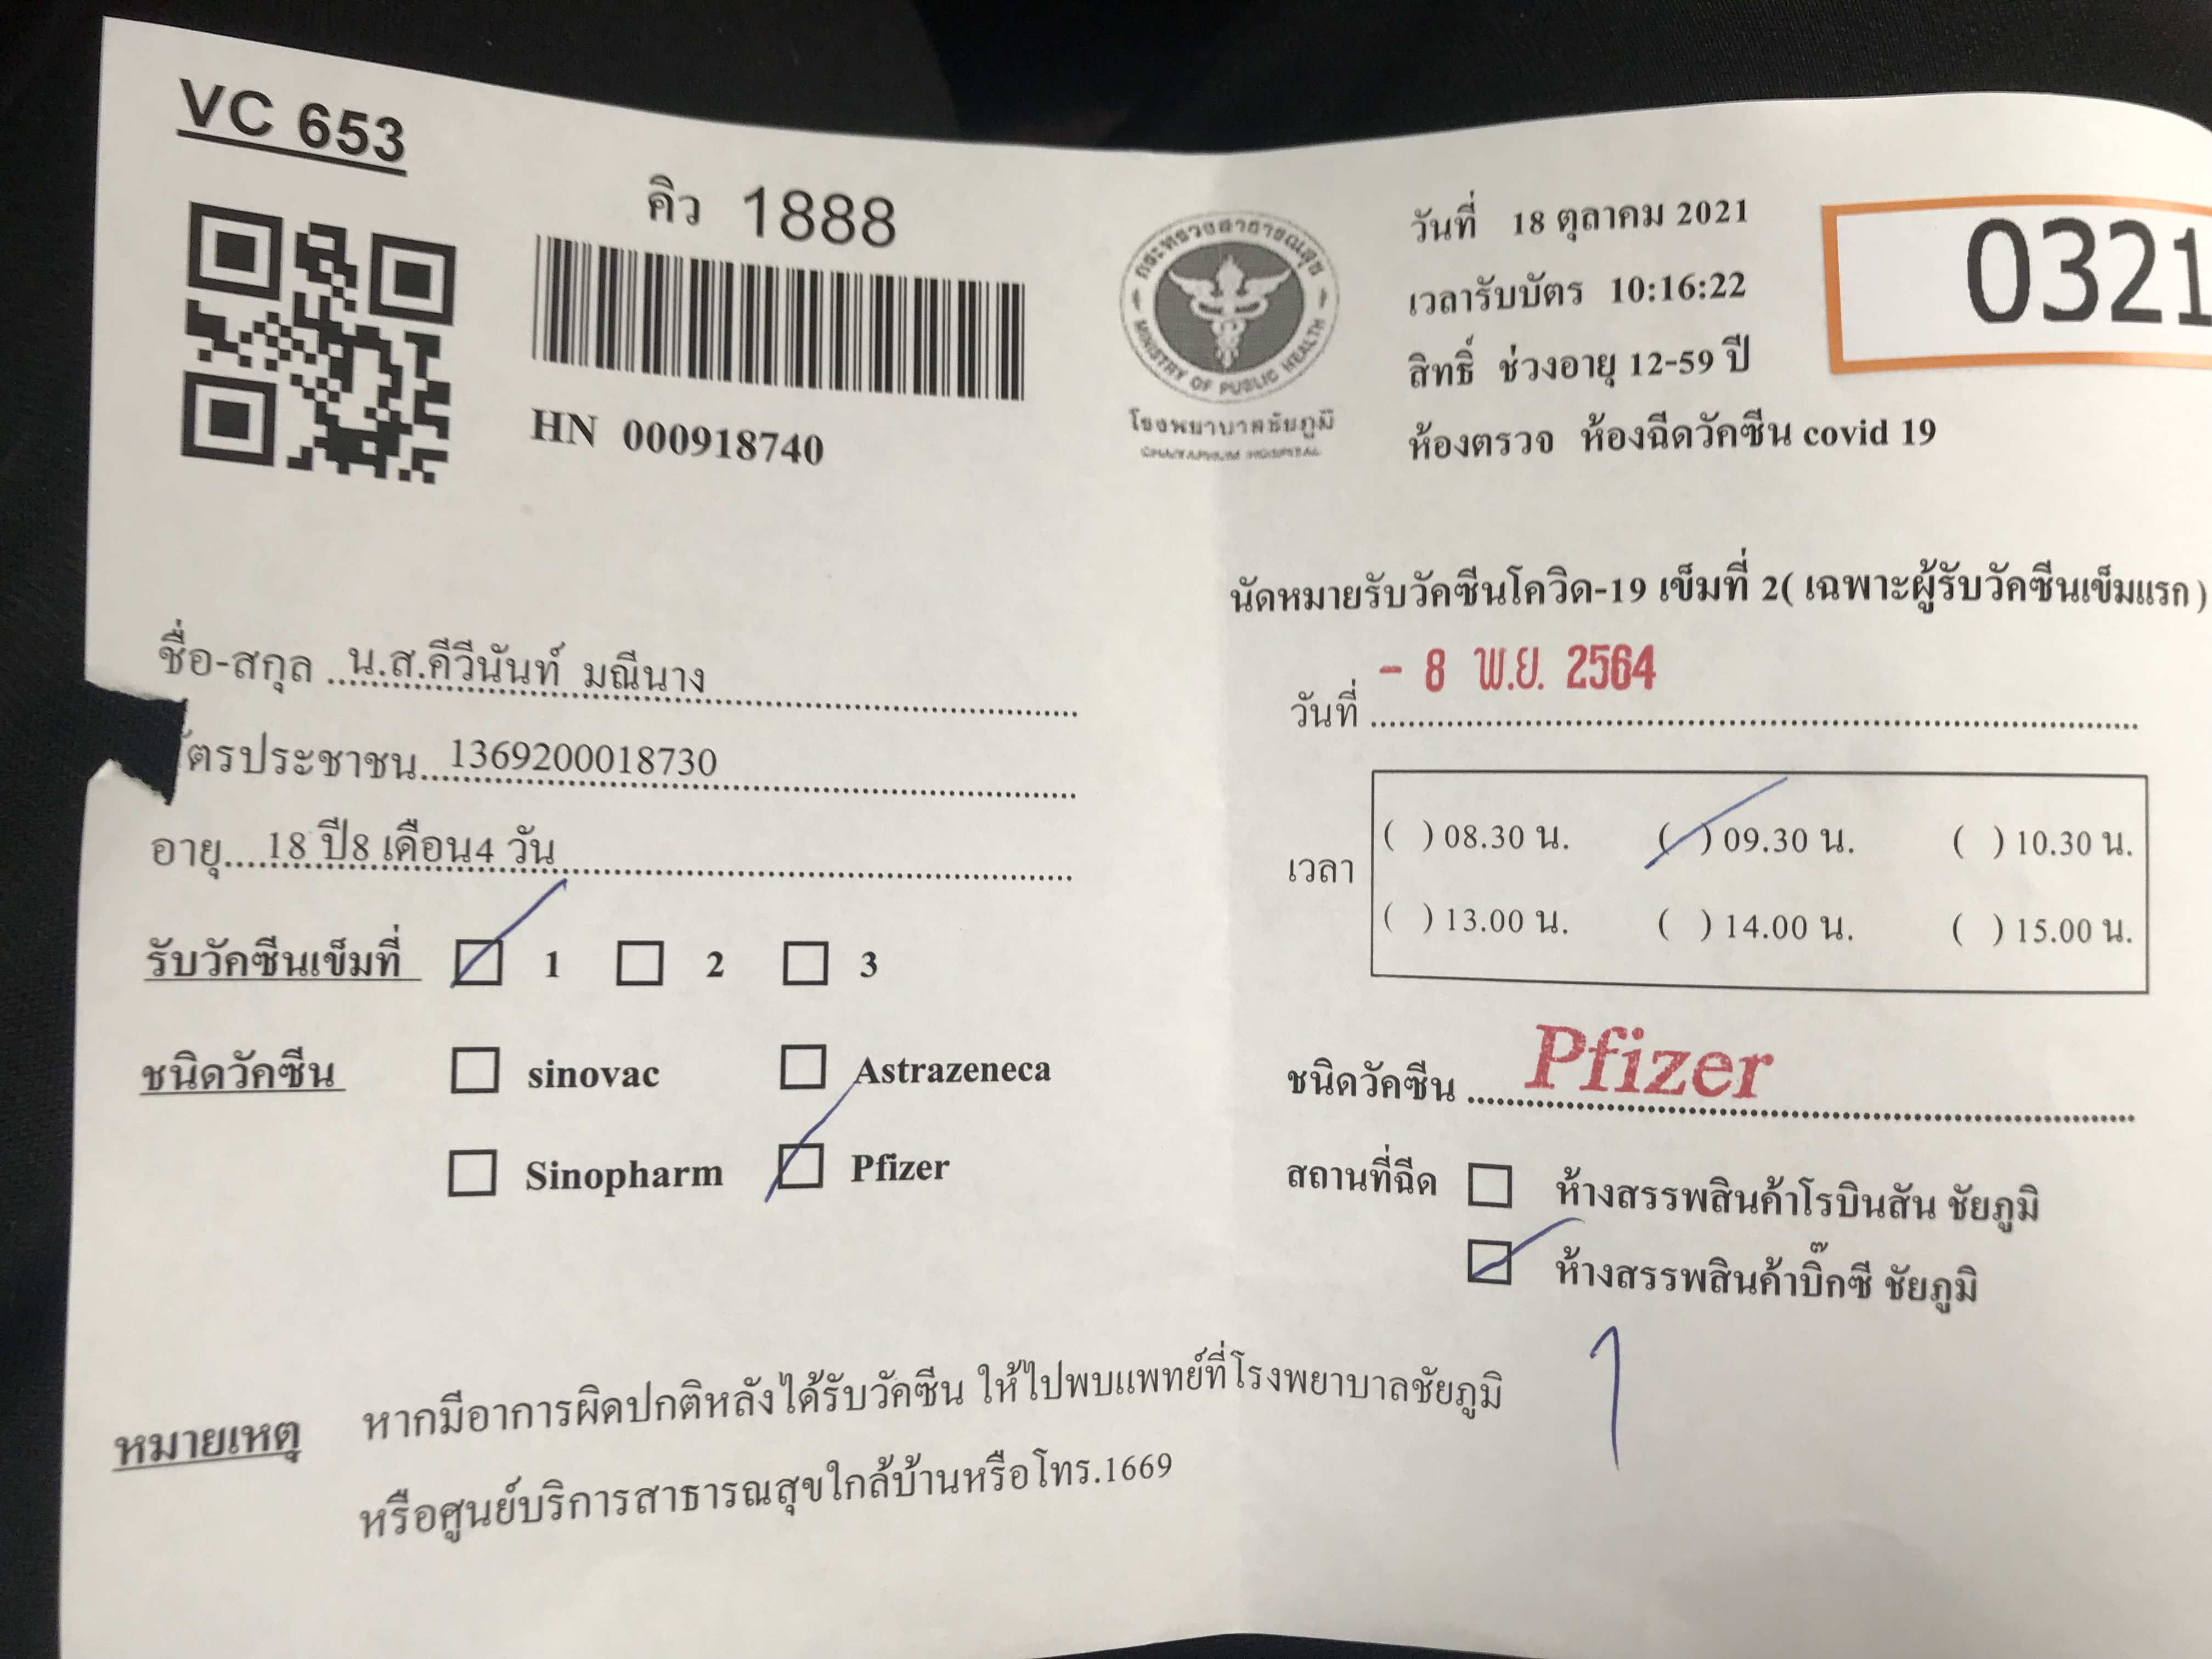 VC 653
คิว 1888
HN 000918740
กระทรวงสาธารณสุข
MINISTRY OF PUBLIC HEALTH
โรงพยาบาลชัยภูมิ
CHAIYAPHUM HOSPITAL
วันที่ 18 ตุลาคม 2021
เวลารับบัตร 10:16:22
สิทธิ์ ช่วงอายุ 12-59 ปี
ห้องตรวจ ห้องฉีดวัคซีน covid 19
0321
ชื่อ-สกุล น.ส.คีวีนันท์ มณีนาง
ัตรประชาชน 1369200018730
อายุ 18 ปี8 เดือน4 วัน
รับวัคซีนเข็มที่ 1 2 3
ชนิดวัคซีน sinovac Astrazeneca
Sinopharm Pfizer
นัดหมายรับวัคซีนโควิด-19 เข็มที่ 2( เฉพาะผู้รับวัคซีนเข็มแรก)
วันที่ - 8 พ.ย. 2564
เวลา
( ) 08.30 น. ( ) 09.30 น. ( ) 10.30 น.
( ) 13.00 น. ( ) 14.00 น. ( ) 15.00 น.
ชนิดวัคซีน Pfizer
สถานที่ฉีด ห้างสรรพสินค้าโรบินสัน ชัยภูมิ
ห้างสรรพสินค้าบิ๊กซี ชัยภูมิ
1
หมายเหตุ หากมีอาการผิดปกติหลังได้รับวัคซีน ให้ไปพบแพทย์ที่โรงพยาบาลชัยภูมิ
หรือศูนย์บริการสาธารณสุขใกล้บ้านหรือโทร.1669